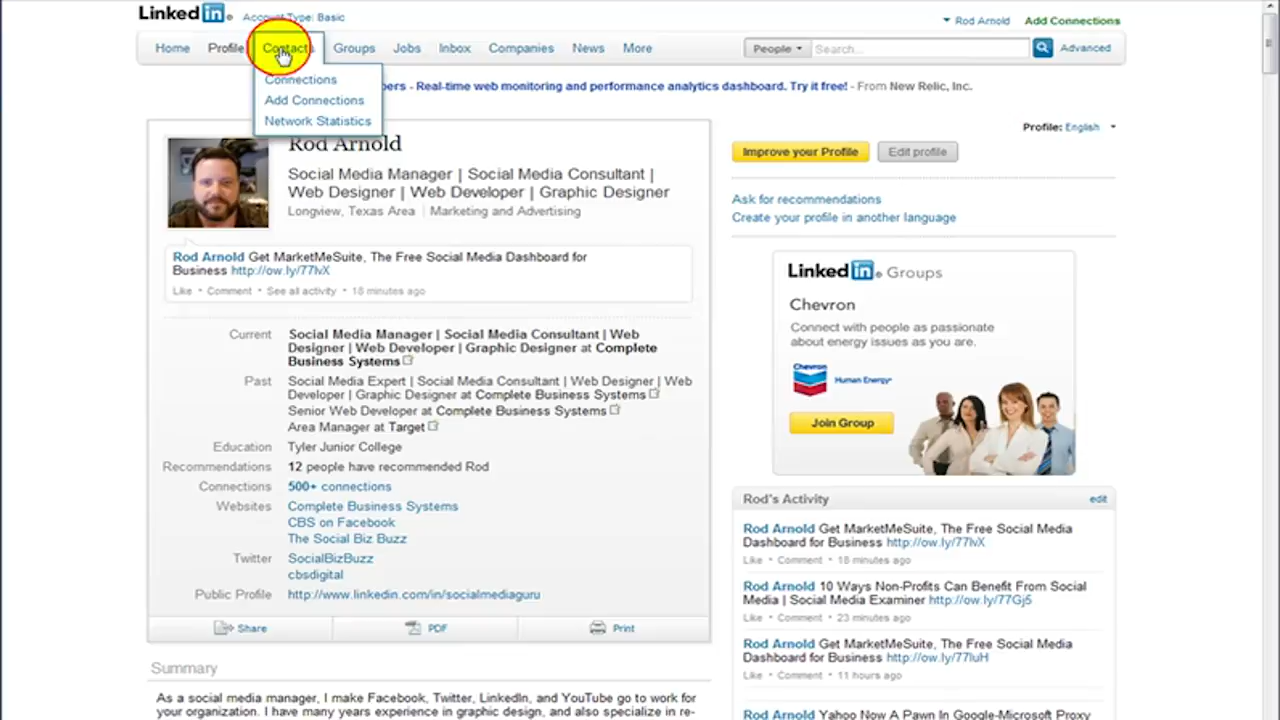 Linked in
Account Type: Basic
Rod Arnold
Add Connections
Home Profile Contacts Groups Jobs Inbox Companies News More
People Search... Advanced
Connections
Add Connections
Network Statistics
bers - Real-time web monitoring and performance analytics dashboard. Try it free! - From New Relic, Inc.
Profile: English
Rod Arnold
Social Media Manager | Social Media Consultant |
Web Designer | Web Developer | Graphic Designer
Longview, Texas Area | Marketing and Advertising
Improve your Profile
Edit profile
Ask for recommendations
Create your profile in another language
Rod Arnold Get MarketMeSuite, The Free Social Media Dashboard for
Business http://ow.ly/77lvX
Like • Comment • See all activity • 18 minutes ago
Current Social Media Manager | Social Media Consultant | Web
Designer | Web Developer | Graphic Designer at Complete
Business Systems
Past Social Media Expert | Social Media Consultant | Web Designer | Web
Developer | Graphic Designer at Complete Business Systems
Senior Web Developer at Complete Business Systems
Area Manager at Target
Education Tyler Junior College
Recommendations 12 people have recommended Rod
Connections 500+ connections
Websites Complete Business Systems
CBS on Facebook
The Social Biz Buzz
Twitter SocialBizBuzz
cbsdigital
Public Profile http://www.linkedin.com/in/socialmediaguru
Share PDF Print
Summary
As a social media manager, I make Facebook, Twitter, LinkedIn, and YouTube go to work for
your organization. I have many years experience in graphic design, and also specialize in re-
Linked in Groups
Chevron
Connect with people as passionate
about energy issues as you are.
Chevron
Human Energy
Join Group
Rod's Activity edit
Rod Arnold Get MarketMeSuite, The Free Social Media
Dashboard for Business http://ow.ly/77lvX
Like • Comment • 18 minutes ago
Rod Arnold 10 Ways Non-Profits Can Benefit From Social
Media | Social Media Examiner http://ow.ly/77Gj5
Like • Comment • 23 minutes ago
Rod Arnold Get MarketMeSuite, The Free Social Media
Dashboard for Business http://ow.ly/77luH
Like • Comment • 11 hours ago
Rod Arnold Yahoo Now A Pawn In Google-Microsoft Proxy